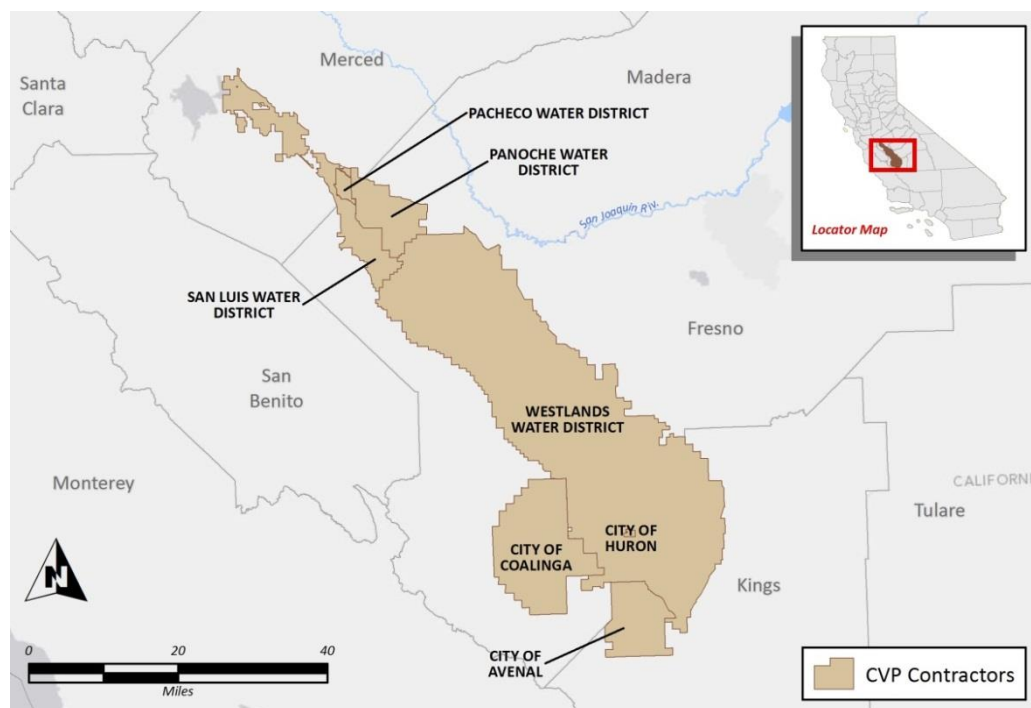 Santa
Clara
Merced
Madera
PACHECO WATER DISTRICT
PANOCHE WATER
DISTRICT
San Joaquin Riv.
Locator Map
SAN LUIS WATER
DISTRICT
Fresno
San
Benito
WESTLANDS
WATER DISTRICT
Monterey
CALIFORNI
Tulare
CITY OF
HURON
CITY OF
COALINGA
Kings
N
CITY OF
AVENAL
0 20 40
Miles
CVP Contractors